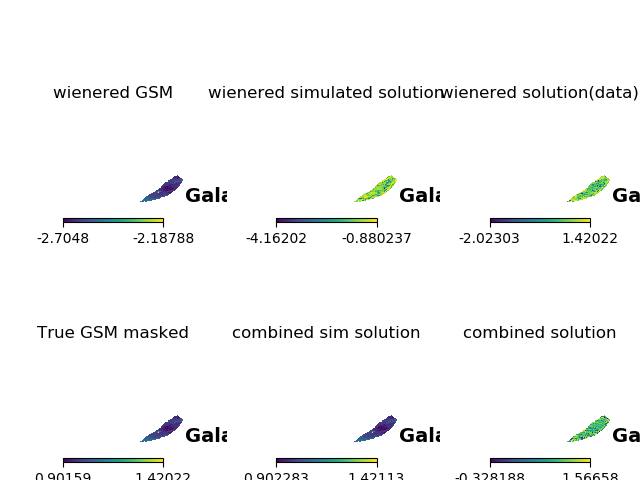 wienered GSM wienered simulated solution wienered solution(data)
Gala Gala Ga
-2.7048 -2.18788 -4.16202 -0.880237 -2.02303 1.42022
True GSM masked combined sim solution combined solution
Gala Gala Ga
0.90159 1.42022 0.902283 1.42113 -0.328188 1.56658